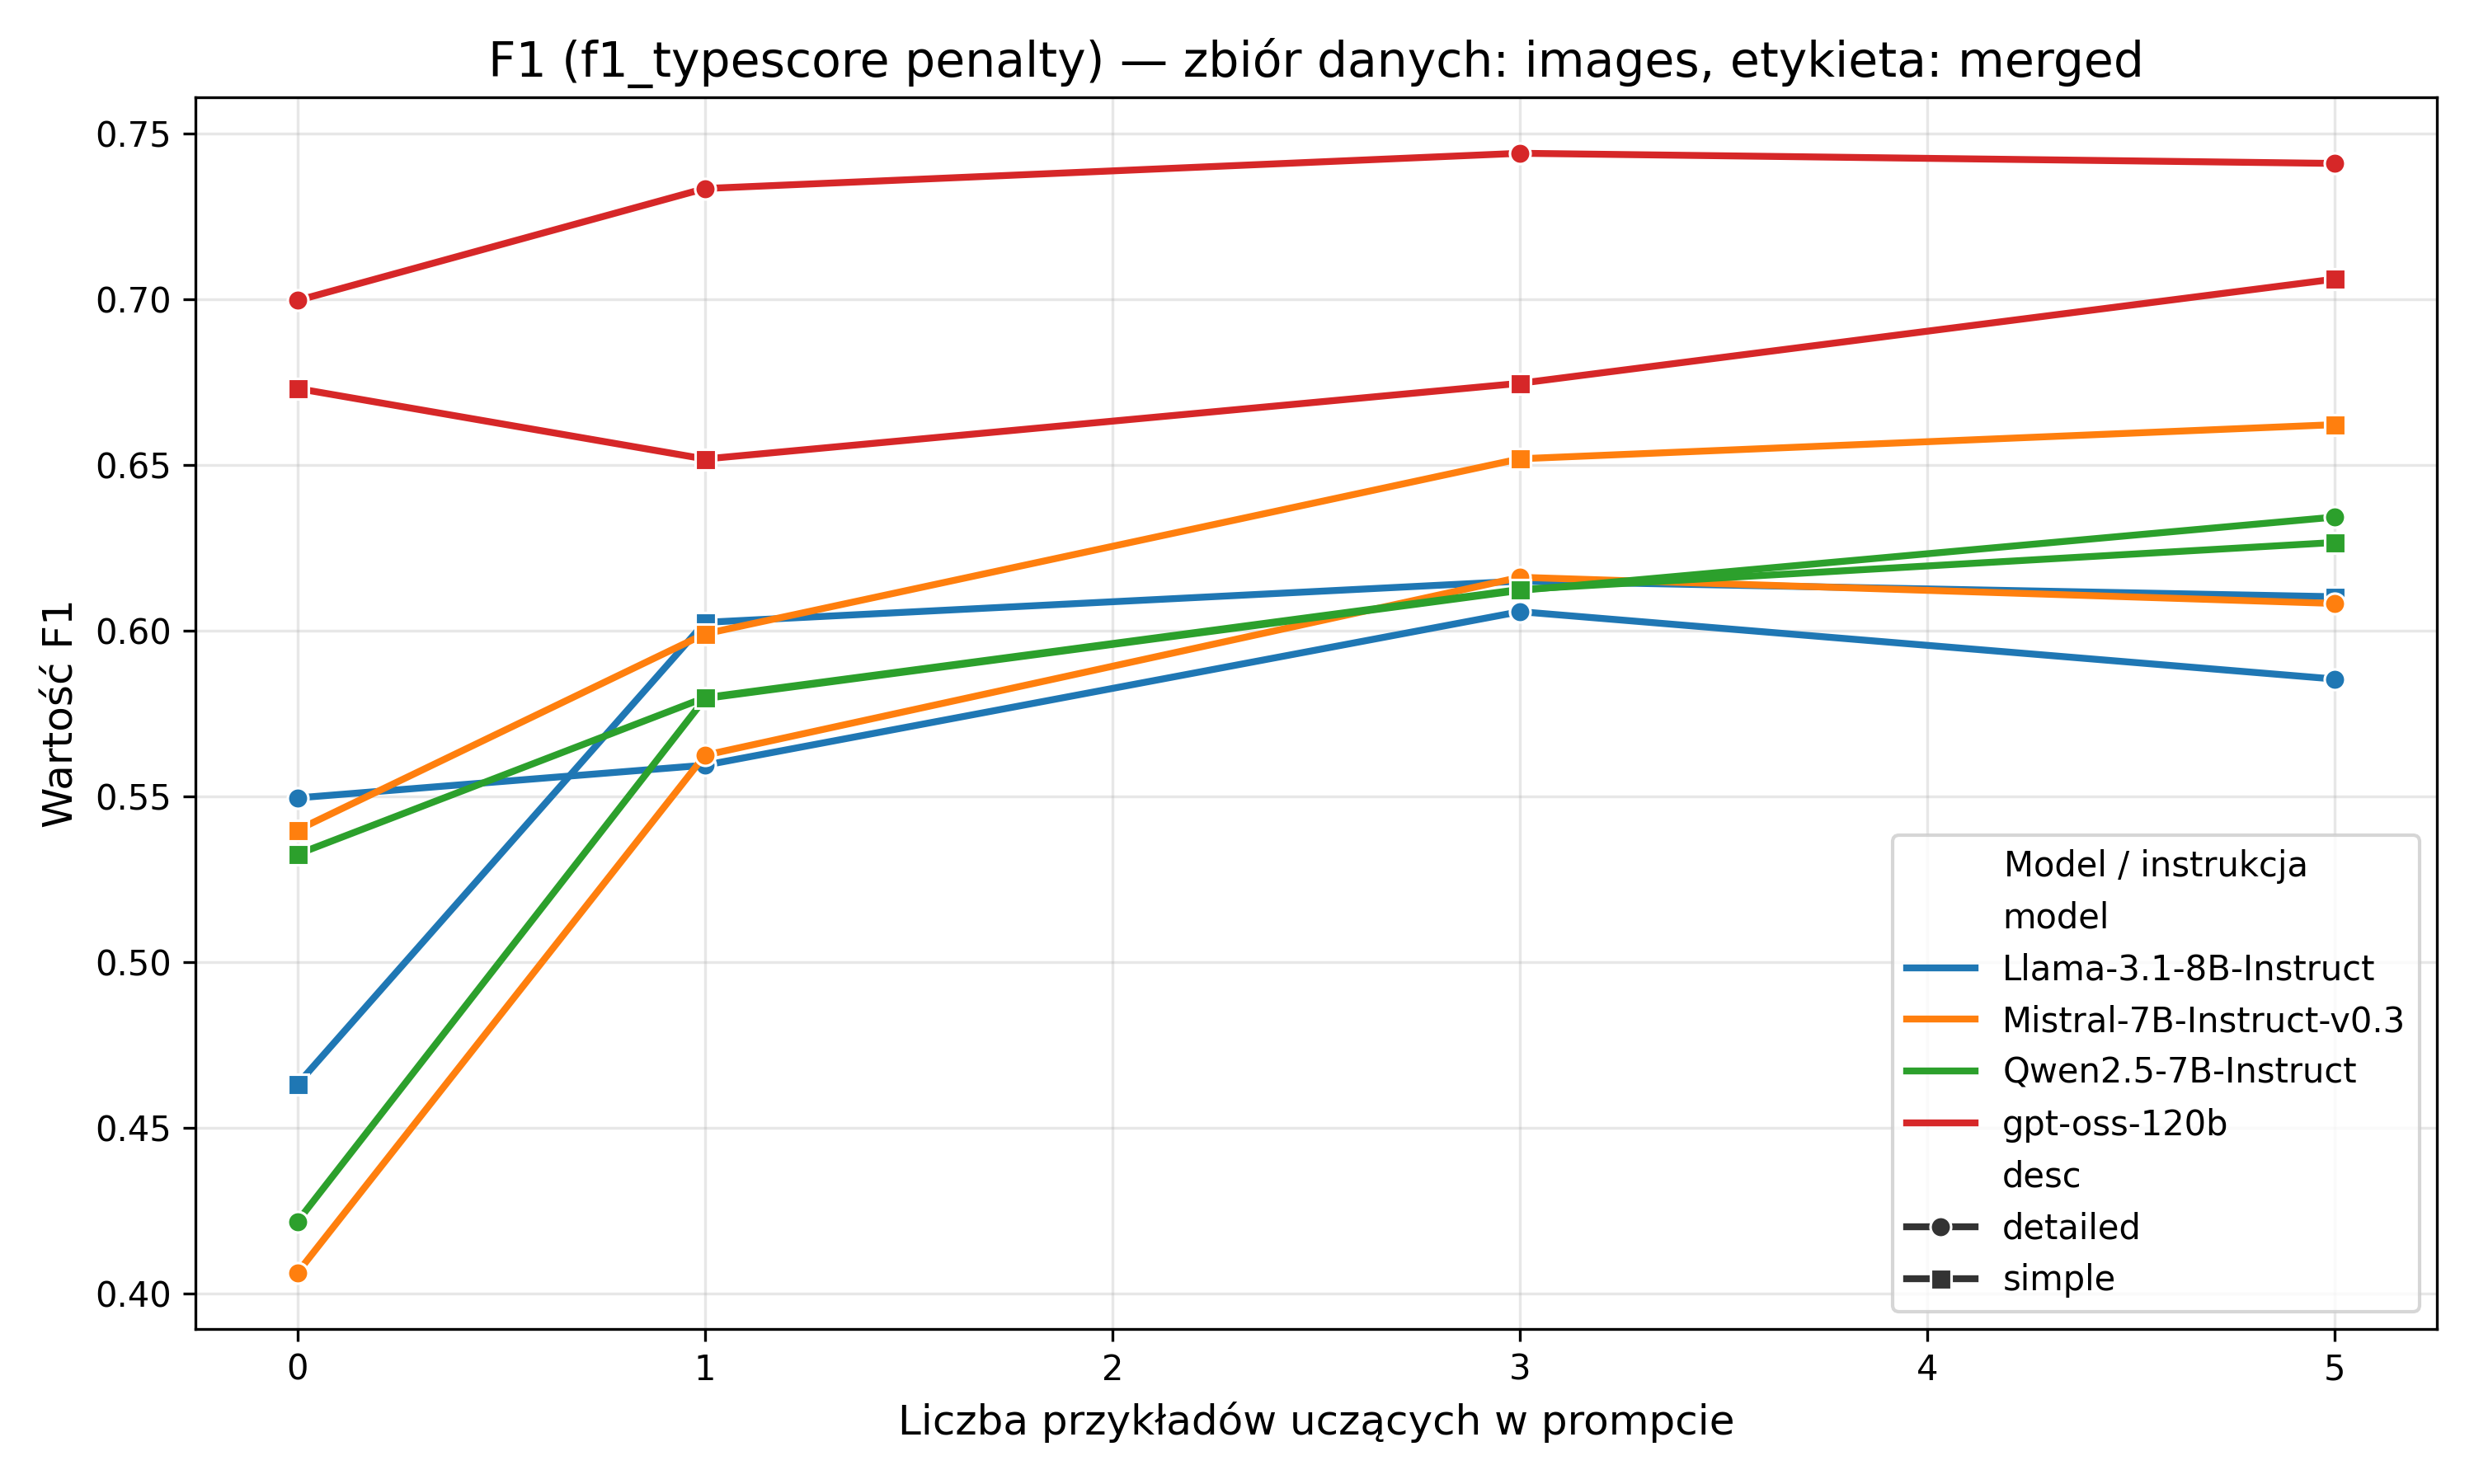 F1 (f1_typescore penalty) — zbiór danych: images, etykieta: merged
Wartość F1
0.75
0.70
0.65
0.60
0.55
0.50
0.45
0.40
Model / instrukcja
model
Llama-3.1-8B-Instruct
Mistral-7B-Instruct-v0.3
Qwen2.5-7B-Instruct
gpt-oss-120b
desc
detailed
simple
0 1 2 3 4 5
Liczba przykładów uczących w prompcie